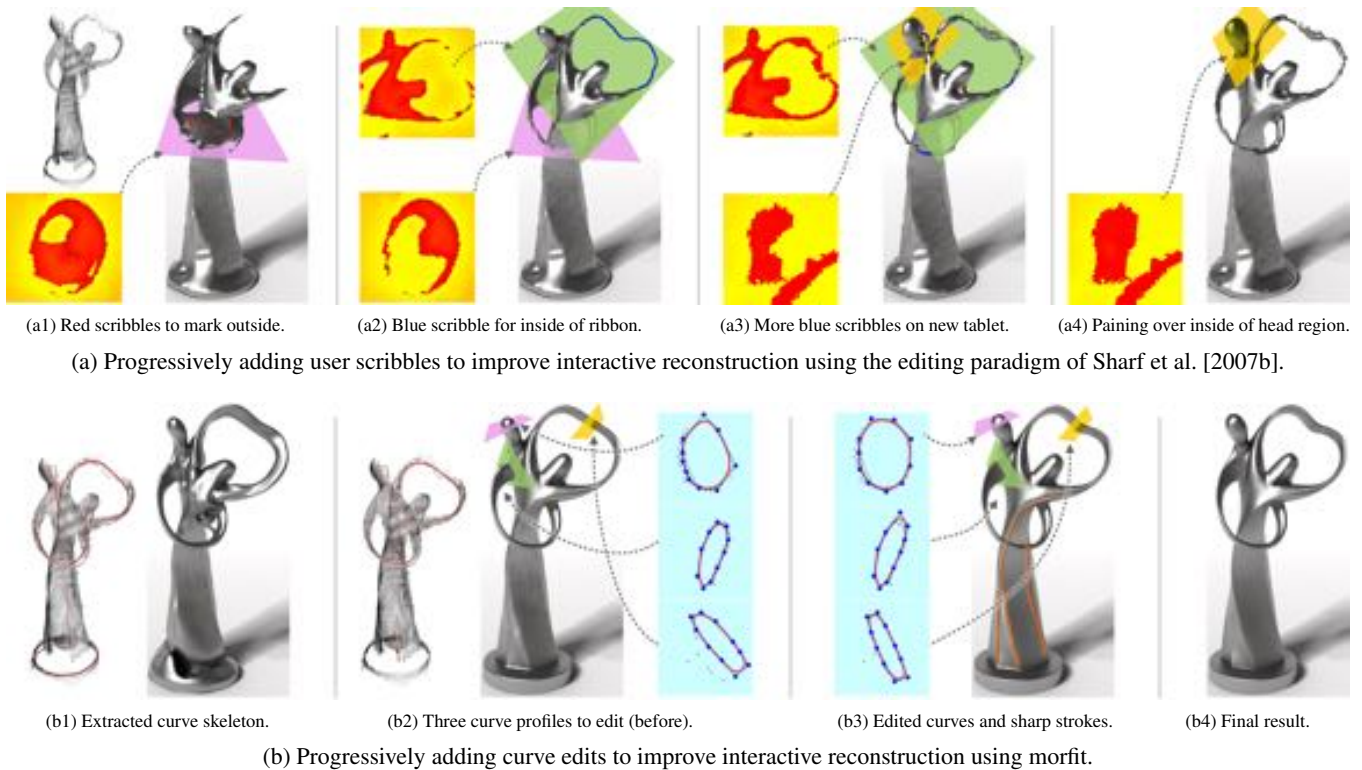 (a1) Red scribbles to mark outside.
(a2) Blue scribble for inside of ribbon.
(a3) More blue scribbles on new tablet.
(a4) Paining over inside of head region.
(a) Progressively adding user scribbles to improve interactive reconstruction using the editing paradigm of Sharf et al. [2007b].
(b1) Extracted curve skeleton.
(b2) Three curve profiles to edit (before).
(b3) Edited curves and sharp strokes.
(b4) Final result.
(b) Progressively adding curve edits to improve interactive reconstruction using morfit.